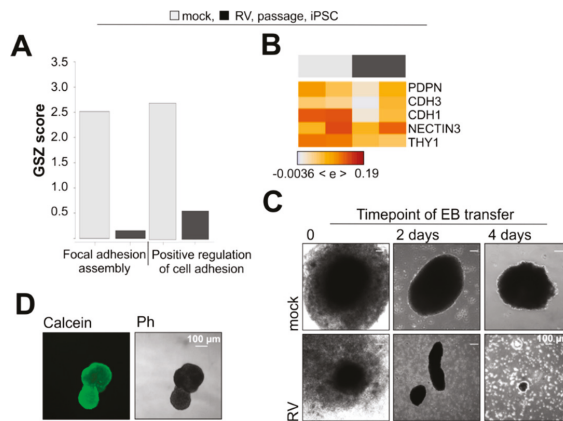 mock, RV, passage, iPSC
A
GSZ score
3.5
3.0
2.5
2.0
1.5
1.0
0.5
Focal adhesion assembly
Positive regulation of cell adhesion
B
PDPN
CDH3
CDH1
NECTIN3
THY1
-0.0036 < e > 0.19
C
Timepoint of EB transfer
0 2 days 4 days
mock
RV
100 µm
D
Calcein Ph
100 µm